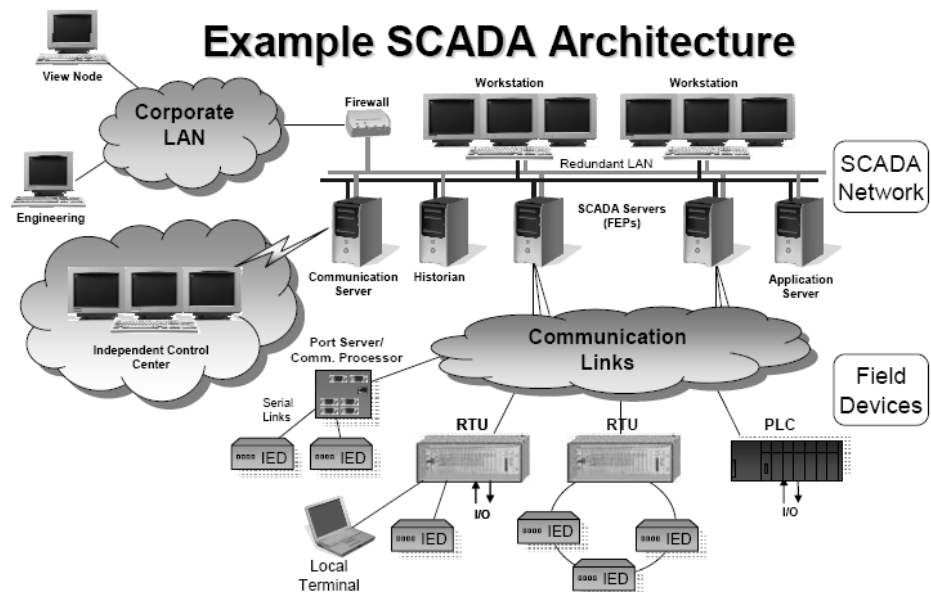 Example SCADA Architecture
View Node
Corporate
LAN
Engineering
Firewall
Workstation
Workstation
Redundant LAN
SCADA
Network
SCADA Servers
(FEPs)
Communication
Server
Historian
Application
Server
Independent Control
Center
Communication
Links
Port Server/
Comm. Processor
Serial
Links
Field
Devices
IED
IED
RTU
RTU
PLC
I/O
I/O
IED
IED
IED
IED
Local
Terminal